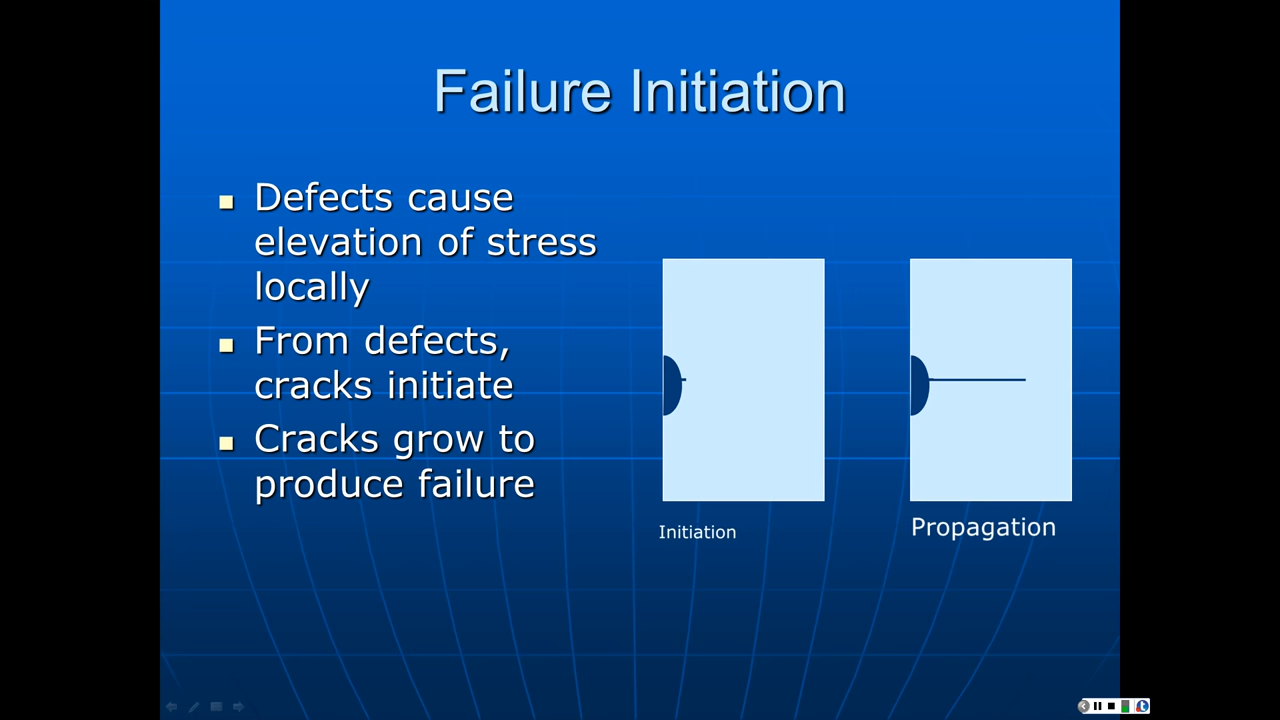 Failure Initiation
Defects cause
elevation of stress
locally
From defects,
cracks initiate
Cracks grow to
produce failure
Initiation
Propagation